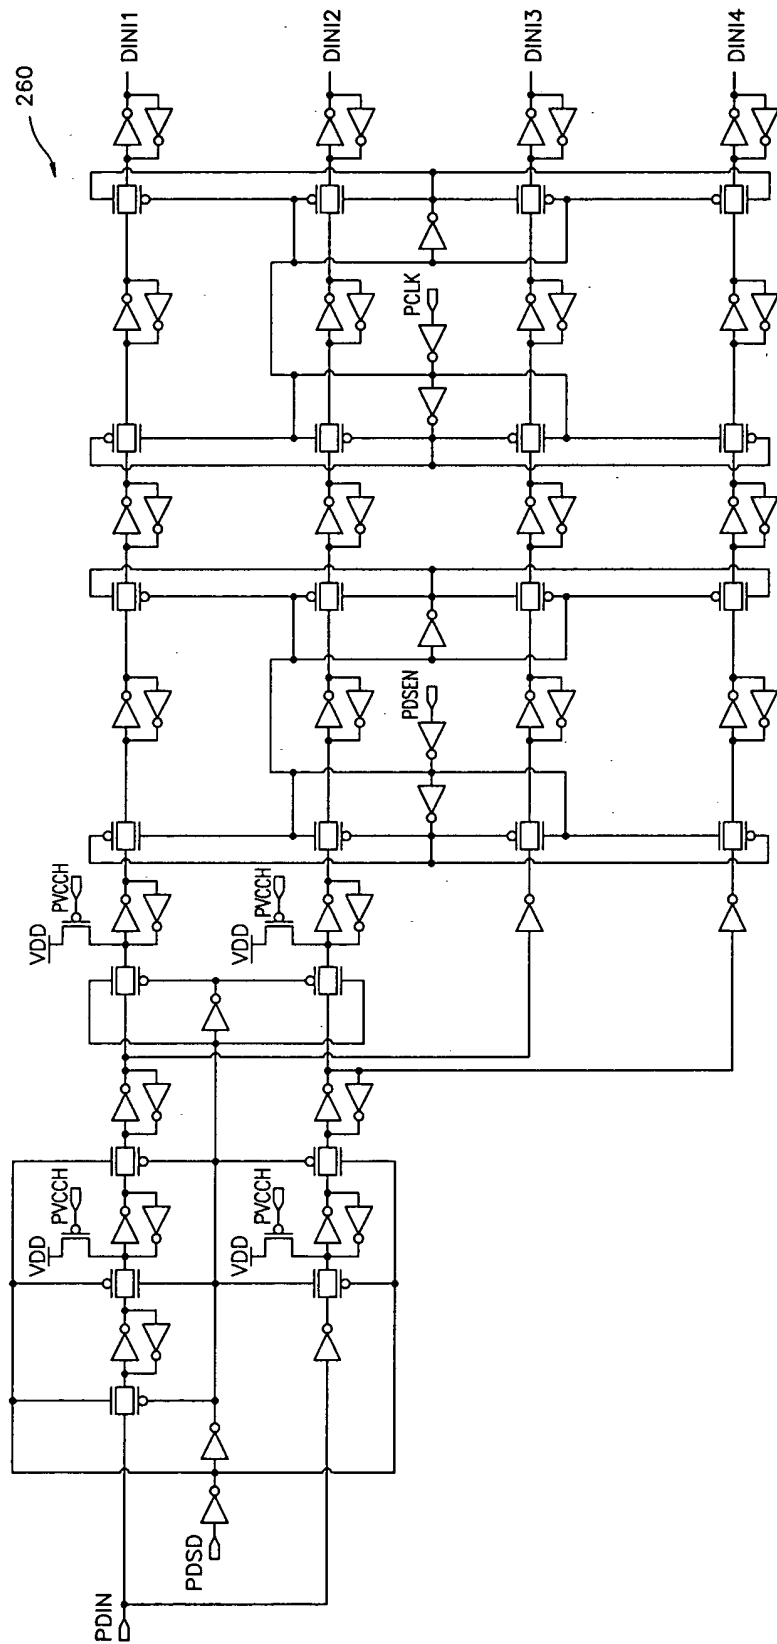 260
DINI1
DINI2
DINI3
DINI4
PCLK
PDSEN
VDD
PVCCH
VDD
PVCCH
VDD
PVCCH
VDD
PVCCH
PDSD
PDIN